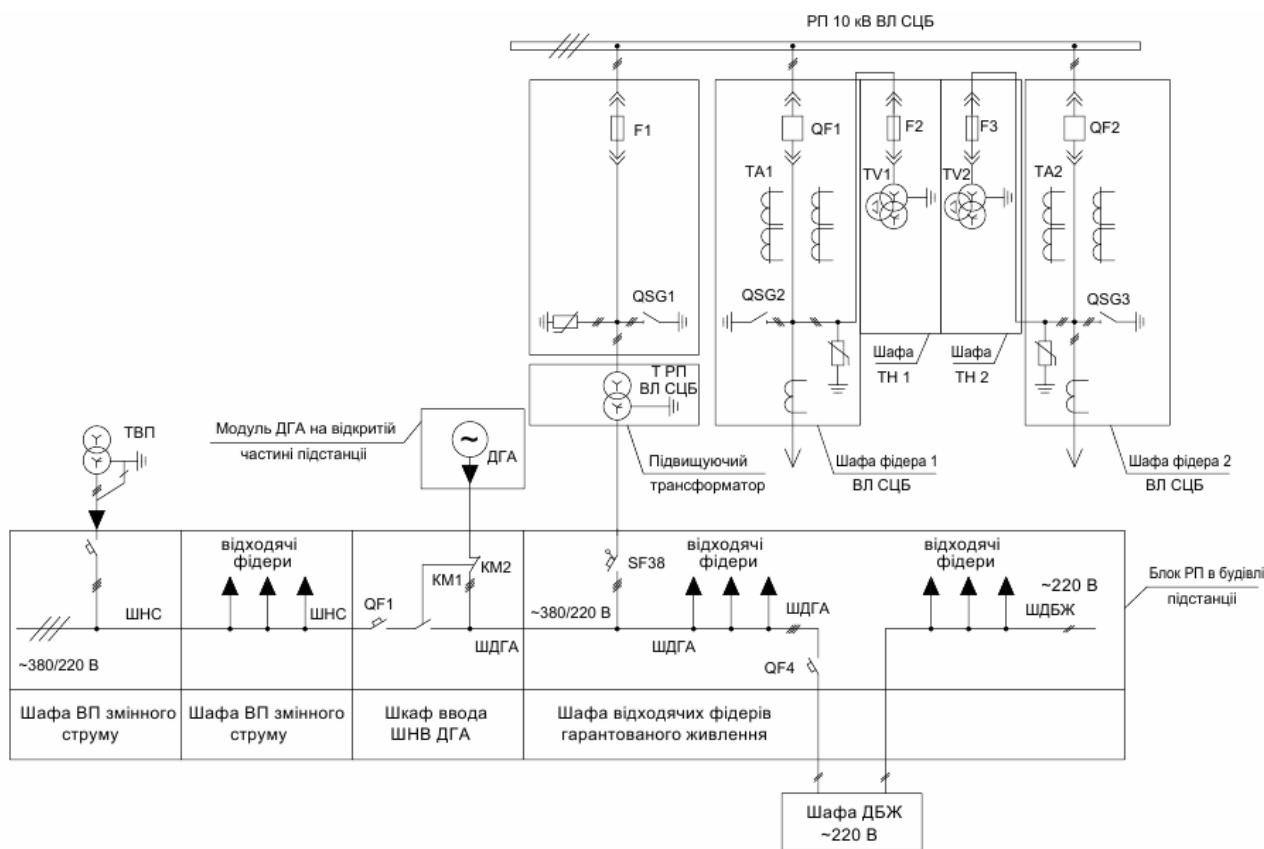 РП 10 кВ ВЛ СЦБ
F1
QF1
F2
F3
QF2
TA1
TV1
TV2
TA2
QSG1
QSG2
QSG3
Шафа
ТН 1
Шафа
ТН 2
Т РП
ВЛ СЦБ
ТВП
Модуль ДГА на відкритій
частині підстанції
ДГА
Підвищуючий
трансформатор
Шафа фідера 1
ВЛ СЦБ
Шафа фідера 2
ВЛ СЦБ
відходячі
фідери
КМ1
КМ2
SF38
відходячі
фідери
відходячі
фідери
~220 В
ШДБЖ
Блок РП в будівлі
підстанції
ШНС
ШНС
QF1
~380/220 В
ШДГА
~380/220 В
ШДГА
ШДГА
QF4
Шафа ВП змінного
струму
Шафа ВП змінного
струму
Шкаф ввода
ШНВ ДГА
Шафа відходячих фідерів
гарантованого живлення
Шафа ДБЖ
~220 В